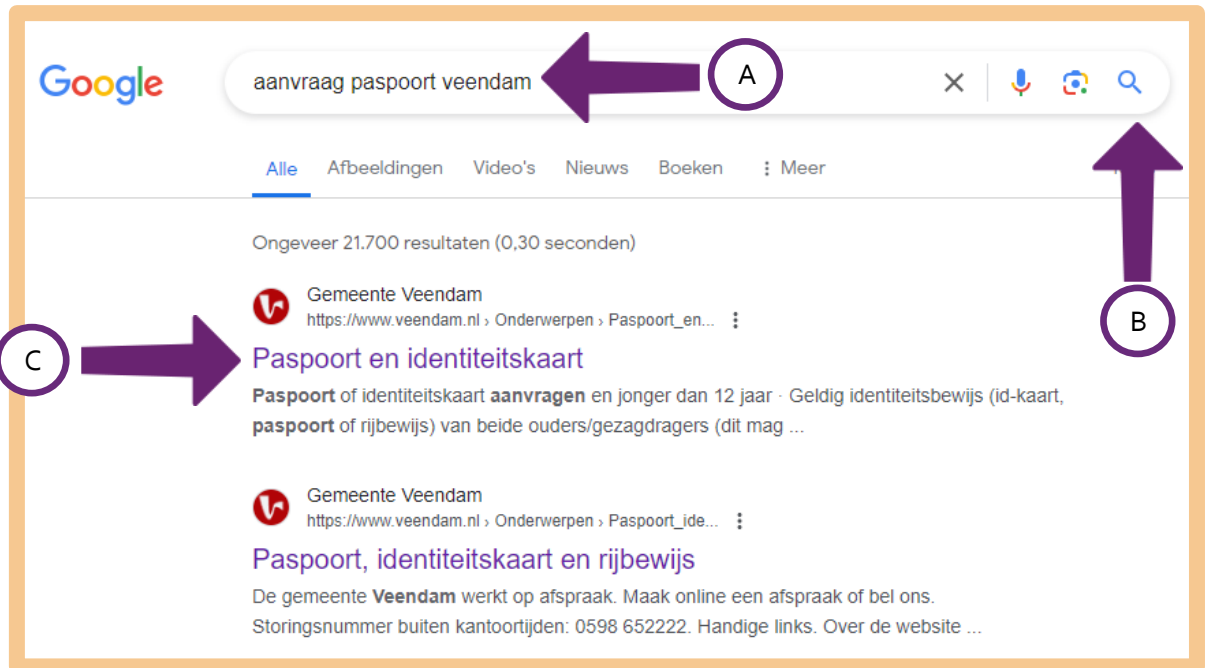 Google
aanvraag paspoort veendam
A
Alle Afbeeldingen Video's Nieuws Boeken Meer
B
Ongeveer 21.700 resultaten (0,30 seconden)
Gemeente Veendam
https://www.veendam.nl › Onderwerpen › Paspoort_en...
C
Paspoort en identiteitskaart
Paspoort of identiteitskaart aanvragen en jonger dan 12 jaar · Geldig identiteitsbewijs (id-kaart,
paspoort of rijbewijs) van beide ouders/gezagdragers (dit mag ...
Gemeente Veendam
https://www.veendam.nl › Onderwerpen › Paspoort_ide...
Paspoort, identiteitskaart en rijbewijs
De gemeente Veendam werkt op afspraak. Maak online een afspraak of bel ons.
Storingsnummer buiten kantoortijden: 0598 652222. Handige links. Over de website ...